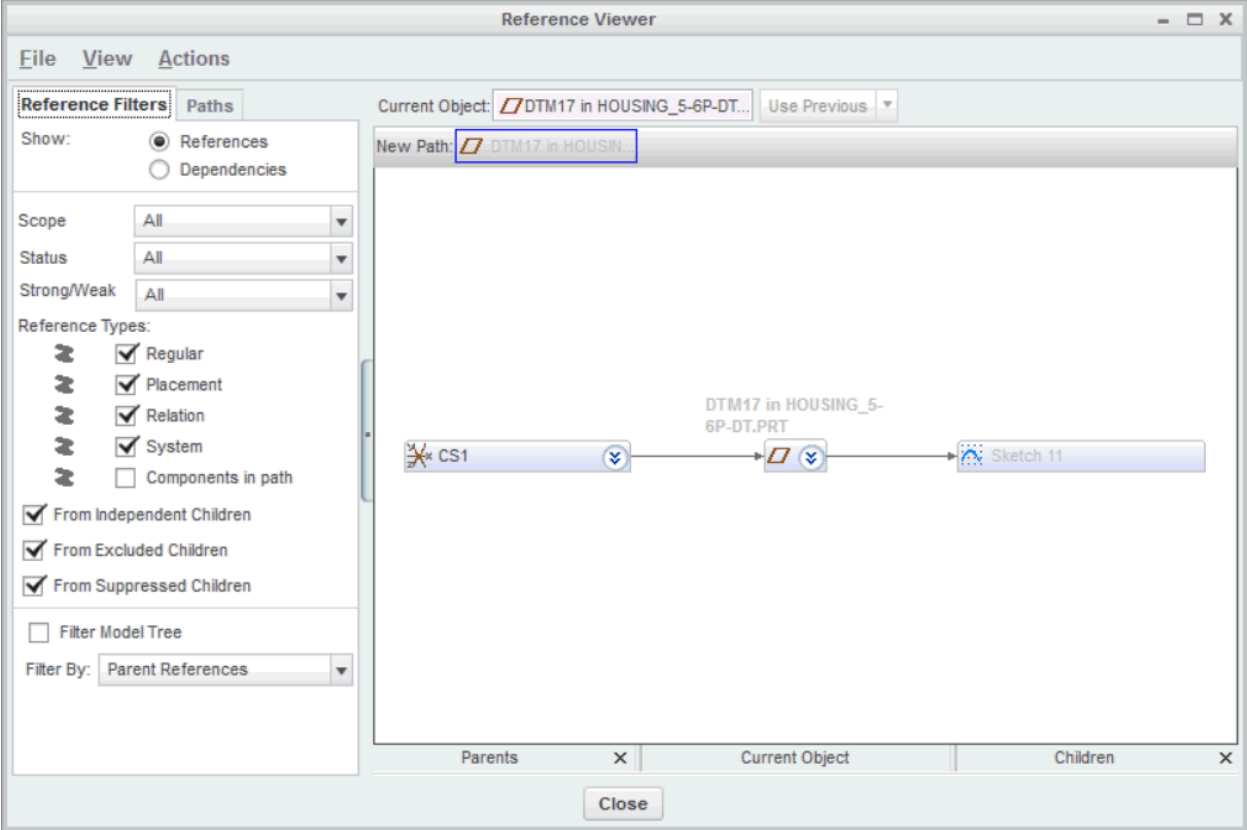 Reference Viewer
File View Actions
Reference Filters Paths
Current Object: DTM17 in HOUSING_5-6P-DT... Use Previous
Show: References
Dependencies
New Path: DTM17 in HOUSIN...
Scope All
Status All
Strong/Weak All
Reference Types:
Regular
Placement
Relation
System
Components in path
From Independent Children
From Excluded Children
From Suppressed Children
Filter Model Tree
Filter By: Parent References
DTM17 in HOUSING_5-
6P-DT.PRT
CS1
Sketch 11
Parents Current Object Children
Close